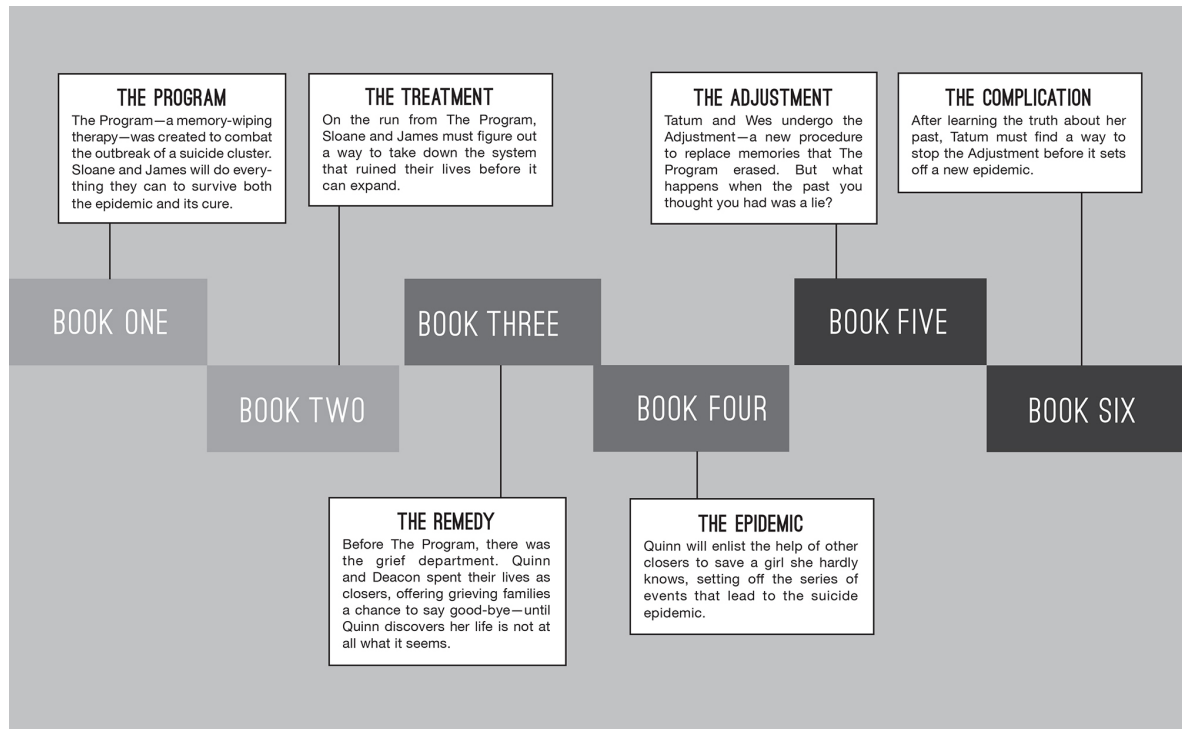 THE PROGRAM
The Program—a memory-wiping
therapy—was created to combat
the outbreak of a suicide cluster.
Sloane and James will do every-
thing they can to survive both
the epidemic and its cure.
THE TREATMENT
On the run from The Program,
Sloane and James must figure out
a way to take down the system
that ruined their lives before it
can expand.
THE ADJUSTMENT
Tatum and Wes undergo the
Adjustment—a new procedure
to replace memories that The
Program erased. But what
happens when the past you
thought you had was a lie?
THE COMPLICATION
After learning the truth about her
past, Tatum must find a way to
stop the Adjustment before it sets
off a new epidemic.
BOOK ONE
BOOK TWO
BOOK THREE
BOOK FOUR
BOOK FIVE
BOOK SIX
THE REMEDY
Before The Program, there was
the grief department. Quinn
and Deacon spent their lives as
closers, offering grieving families
a chance to say good-bye—until
Quinn discovers her life is not at
all what it seems.
THE EPIDEMIC
Quinn will enlist the help of other
closers to save a girl she hardly
knows, setting off the series of
events that lead to the suicide
epidemic.